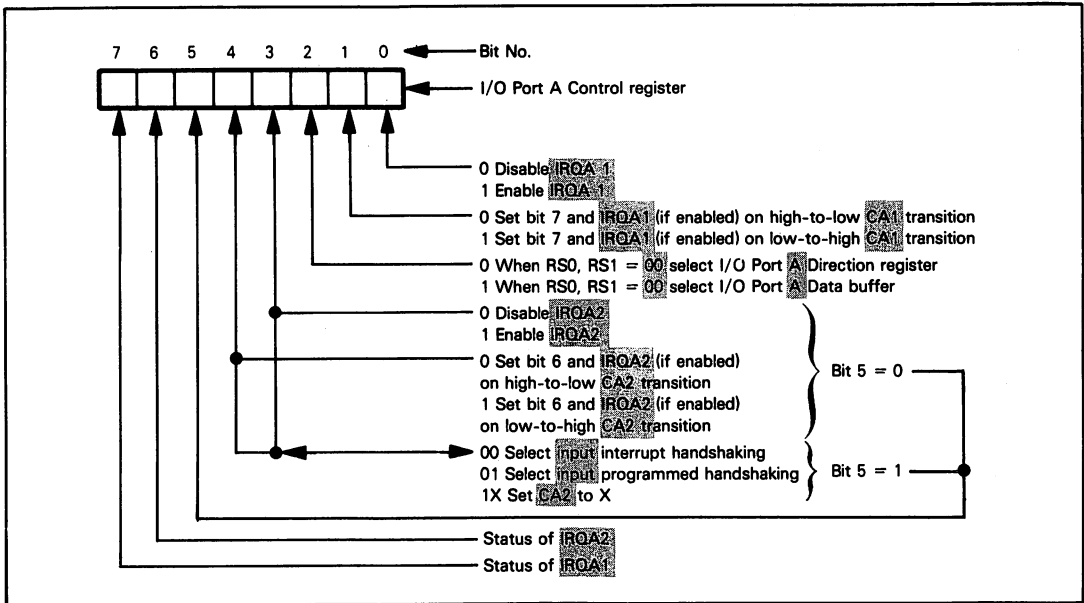 7 6 5 4 3 2 1 0 Bit No.
I/O Port A Control register
0 Disable IRQA 1
1 Enable IRQA 1
0 Set bit 7 and IRQA1 (if enabled) on high-to-low CA1 transition
1 Set bit 7 and IRQA1 (if enabled) on low-to-high CA1 transition
0 When RS0, RS1 = 00 select I/O Port A Direction register
1 When RS0, RS1 = 00 select I/O Port A Data buffer
0 Disable IRQA2
1 Enable IRQA2
0 Set bit 6 and IRQA2 (if enabled)
on high-to-low CA2 transition
Bit 5 = 0
1 Set bit 6 and IRQA2 (if enabled)
on low-to-high CA2 transition
00 Select input interrupt handshaking
01 Select input programmed handshaking
Bit 5 = 1
1X Set CA2 to X
Status of IRQA2
Status of IRQA1